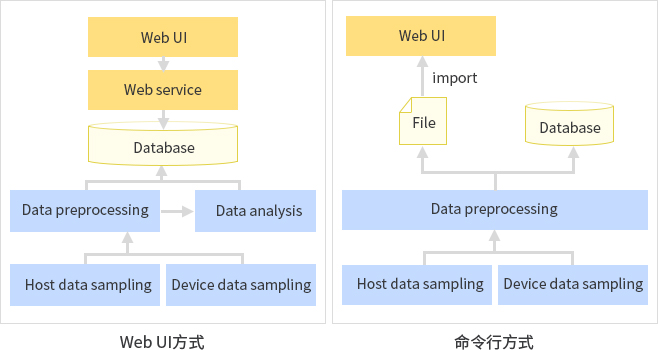 Web UI
Web service
Database
Data preprocessing
Data analysis
Host data sampling
Device data sampling
Web UI方式
Web UI
import
File
Database
Data preprocessing
Host data sampling
Device data sampling
命令行方式